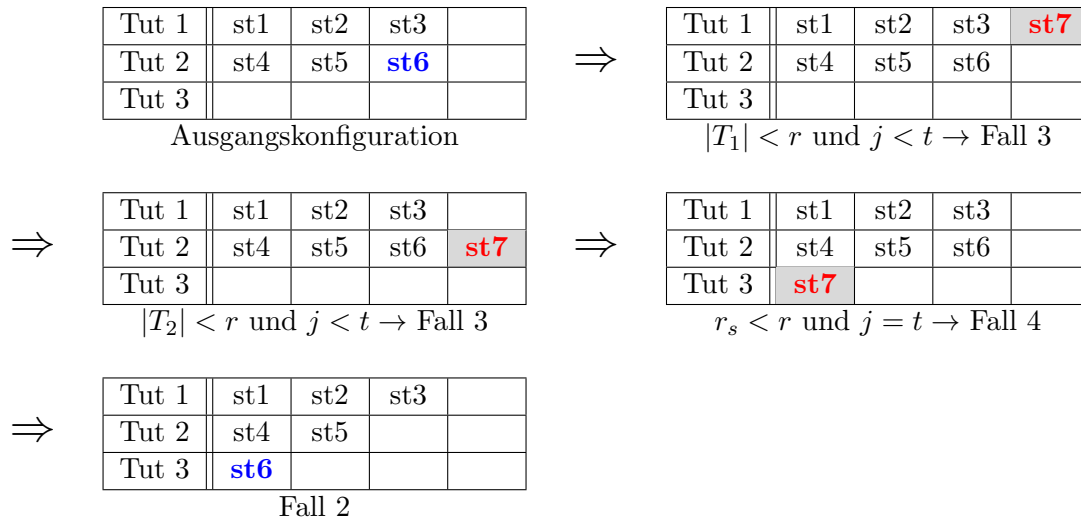 Tut 1 st1 st2 st3
Tut 2 st4 st5 st6
Tut 3
Ausgangskonfiguration
⇒
Tut 1 st1 st2 st3 st7
Tut 2 st4 st5 st6
Tut 3
|T₁| < r und j < t → Fall 3
⇒
Tut 1 st1 st2 st3
Tut 2 st4 st5 st6 st7
Tut 3
|T₂| < r und j < t → Fall 3
⇒
Tut 1 st1 st2 st3
Tut 2 st4 st5 st6
Tut 3 st7
rₛ < r und j = t → Fall 4
⇒
Tut 1 st1 st2 st3
Tut 2 st4 st5
Tut 3 st6
Fall 2